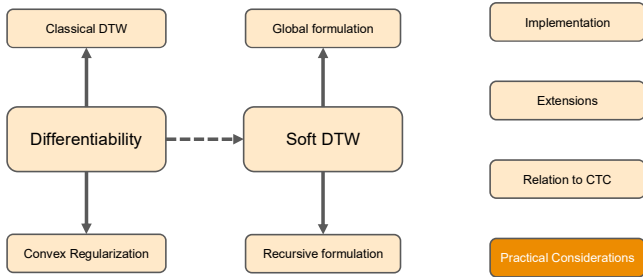 Classical DTW
Global formulation
Implementation
Extensions
Differentiability
Soft DTW
Relation to CTC
Convex Regularization
Recursive formulation
Practical Considerations